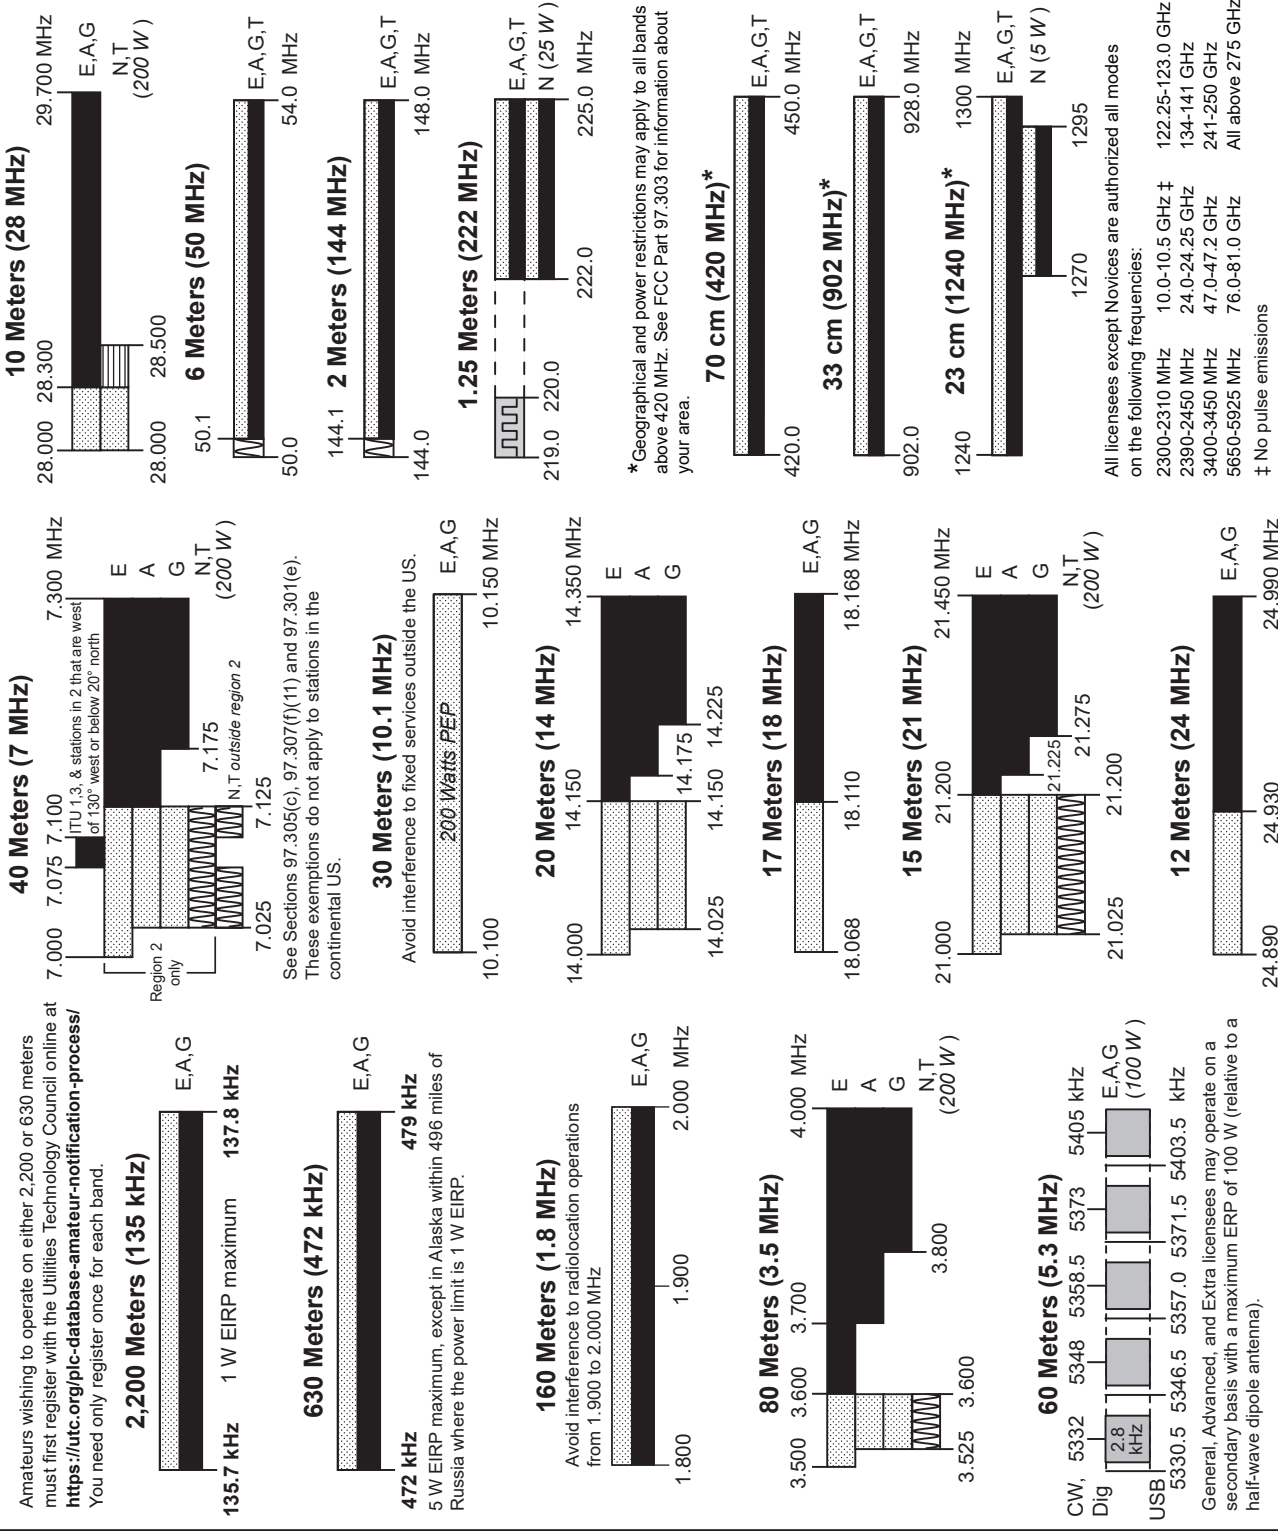 Amateurs wishing to operate on either 2,200 or 630 meters
must first register with the Utilities Technology Council online at
https://utc.org/plc-database-amateur-notification-process/
You need only register once for each band.
2,200 Meters (135 kHz)
E,A,G
135.7 kHz 1 W EIRP maximum 137.8 kHz
630 Meters (472 kHz)
E,A,G
472 kHz 479 kHz
5 W EIRP maximum, except in Alaska within 496 miles of
Russia where the power limit is 1 W EIRP.
160 Meters (1.8 MHz)
Avoid interference to radiolocation operations
from 1.900 to 2.000 MHz
E,A,G
1.800 1.900 2.000 MHz
80 Meters (3.5 MHz)
3.500 3.600 3.700 4.000 MHz
E
A
G
N,T
(200 W)
3.800
3.525 3.600
60 Meters (5.3 MHz)
CW,
Dig
5332 5348 5358.5 5373 5405 kHz
2.8
kHz
E,A,G
(100 W)
USB
5330.5 5346.5 5357.0 5371.5 5403.5 kHz
General, Advanced, and Extra licensees may operate on a
secondary basis with a maximum ERP of 100 W (relative to a
half-wave dipole antenna).
40 Meters (7 MHz)
7.000 7.075 7.100 7.300 MHz
ITU 1,3, & stations in 2 that are west
of 130° west or below 20° north
Region 2
only
E
A
G
N,T
(200 W)
7.175
N,T outside region 2
7.025 7.125
See Sections 97.305(c), 97.307(f)(11) and 97.301(e).
These exemptions do not apply to stations in the
continental US.
30 Meters (10.1 MHz)
Avoid interference to fixed services outside the US.
200 Watts PEP
E,A,G
10.100 10.150 MHz
20 Meters (14 MHz)
14.000 14.150 14.350 MHz
E
A
G
14.175
14.025 14.150 14.225
17 Meters (18 MHz)
E,A,G
18.068 18.110 18.168 MHz
15 Meters (21 MHz)
21.000 21.200 21.450 MHz
E
A
G
N,T
(200 W)
21.225
21.275
21.025 21.200
12 Meters (24 MHz)
E,A,G
24.890 24.930 24.990 MHz
10 Meters (28 MHz)
28.000 28.300 29.700 MHz
E,A,G
N,T
(200 W)
28.000 28.500
6 Meters (50 MHz)
50.1
E,A,G,T
50.0 54.0 MHz
2 Meters (144 MHz)
144.1
E,A,G,T
144.0 148.0 MHz
1.25 Meters (222 MHz)
E,A,G,T
N (25 W)
219.0 220.0 222.0 225.0 MHz
*Geographical and power restrictions may apply to all bands
above 420 MHz. See FCC Part 97.303 for information about
your area.
70 cm (420 MHz)*
E,A,G,T
420.0 450.0 MHz
33 cm (902 MHz)*
E,A,G,T
902.0 928.0 MHz
23 cm (1240 MHz)*
1240 1300 MHz
E,A,G,T
N (5 W)
1270 1295
All licensees except Novices are authorized all modes
on the following frequencies:
2300-2310 MHz 10.0-10.5 GHz ‡ 122.25-123.0 GHz
2390-2450 MHz 24.0-24.25 GHz 134-141 GHz
3400-3450 MHz 47.0-47.2 GHz 241-250 GHz
5650-5925 MHz 76.0-81.0 GHz All above 275 GHz
‡ No pulse emissions